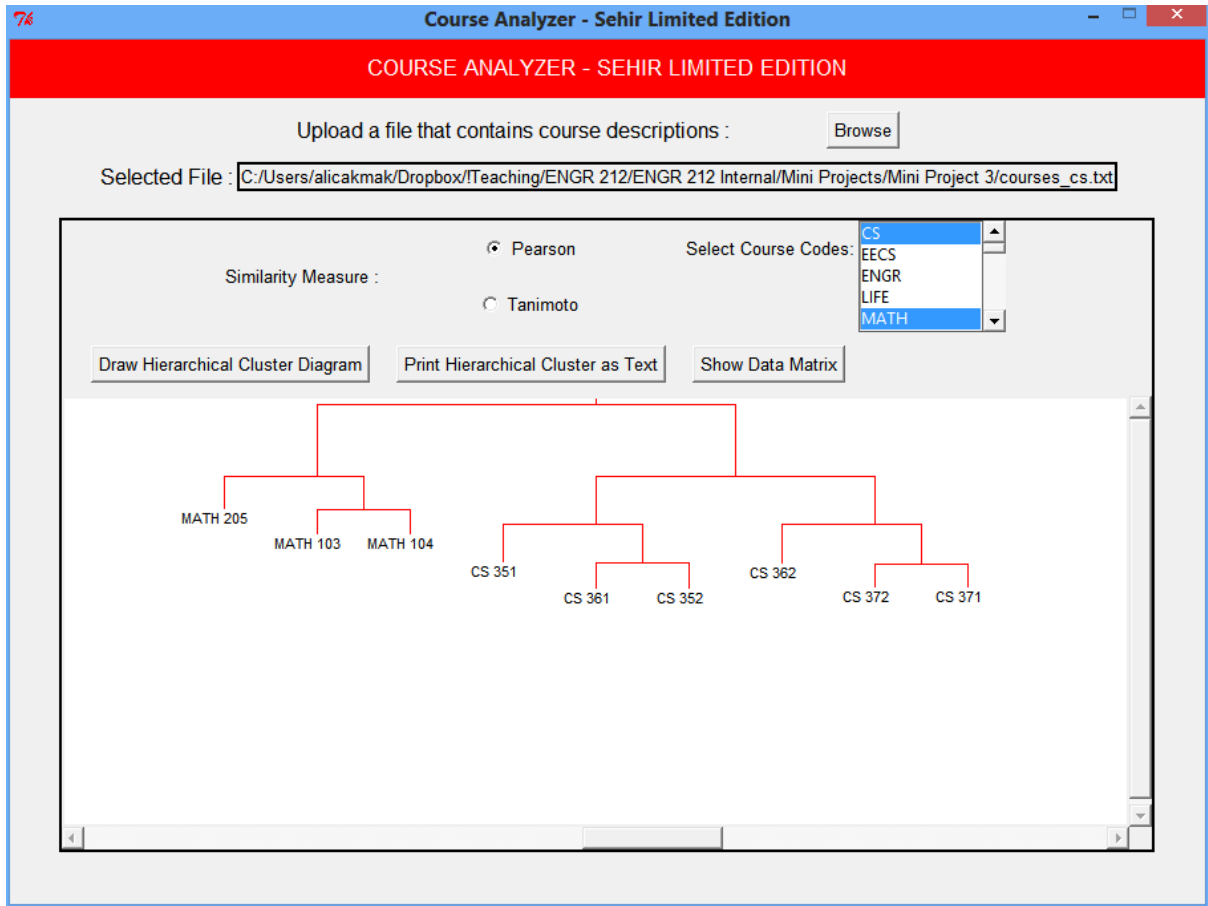 Course Analyzer - Sehir Limited Edition
COURSE ANALYZER - SEHIR LIMITED EDITION
Upload a file that contains course descriptions : Browse
Selected File : C:/Users/alicakmak/Dropbox/!Teaching/ENGR 212/ENGR 212 Internal/Mini Projects/Mini Project 3/courses_cs.txt
Similarity Measure :
Pearson
Tanimoto
Select Course Codes:
CS
EECS
ENGR
LIFE
MATH
Draw Hierarchical Cluster Diagram Print Hierarchical Cluster as Text Show Data Matrix
MATH 205
MATH 103 MATH 104
CS 351 CS 362
CS 361 CS 352 CS 372 CS 371